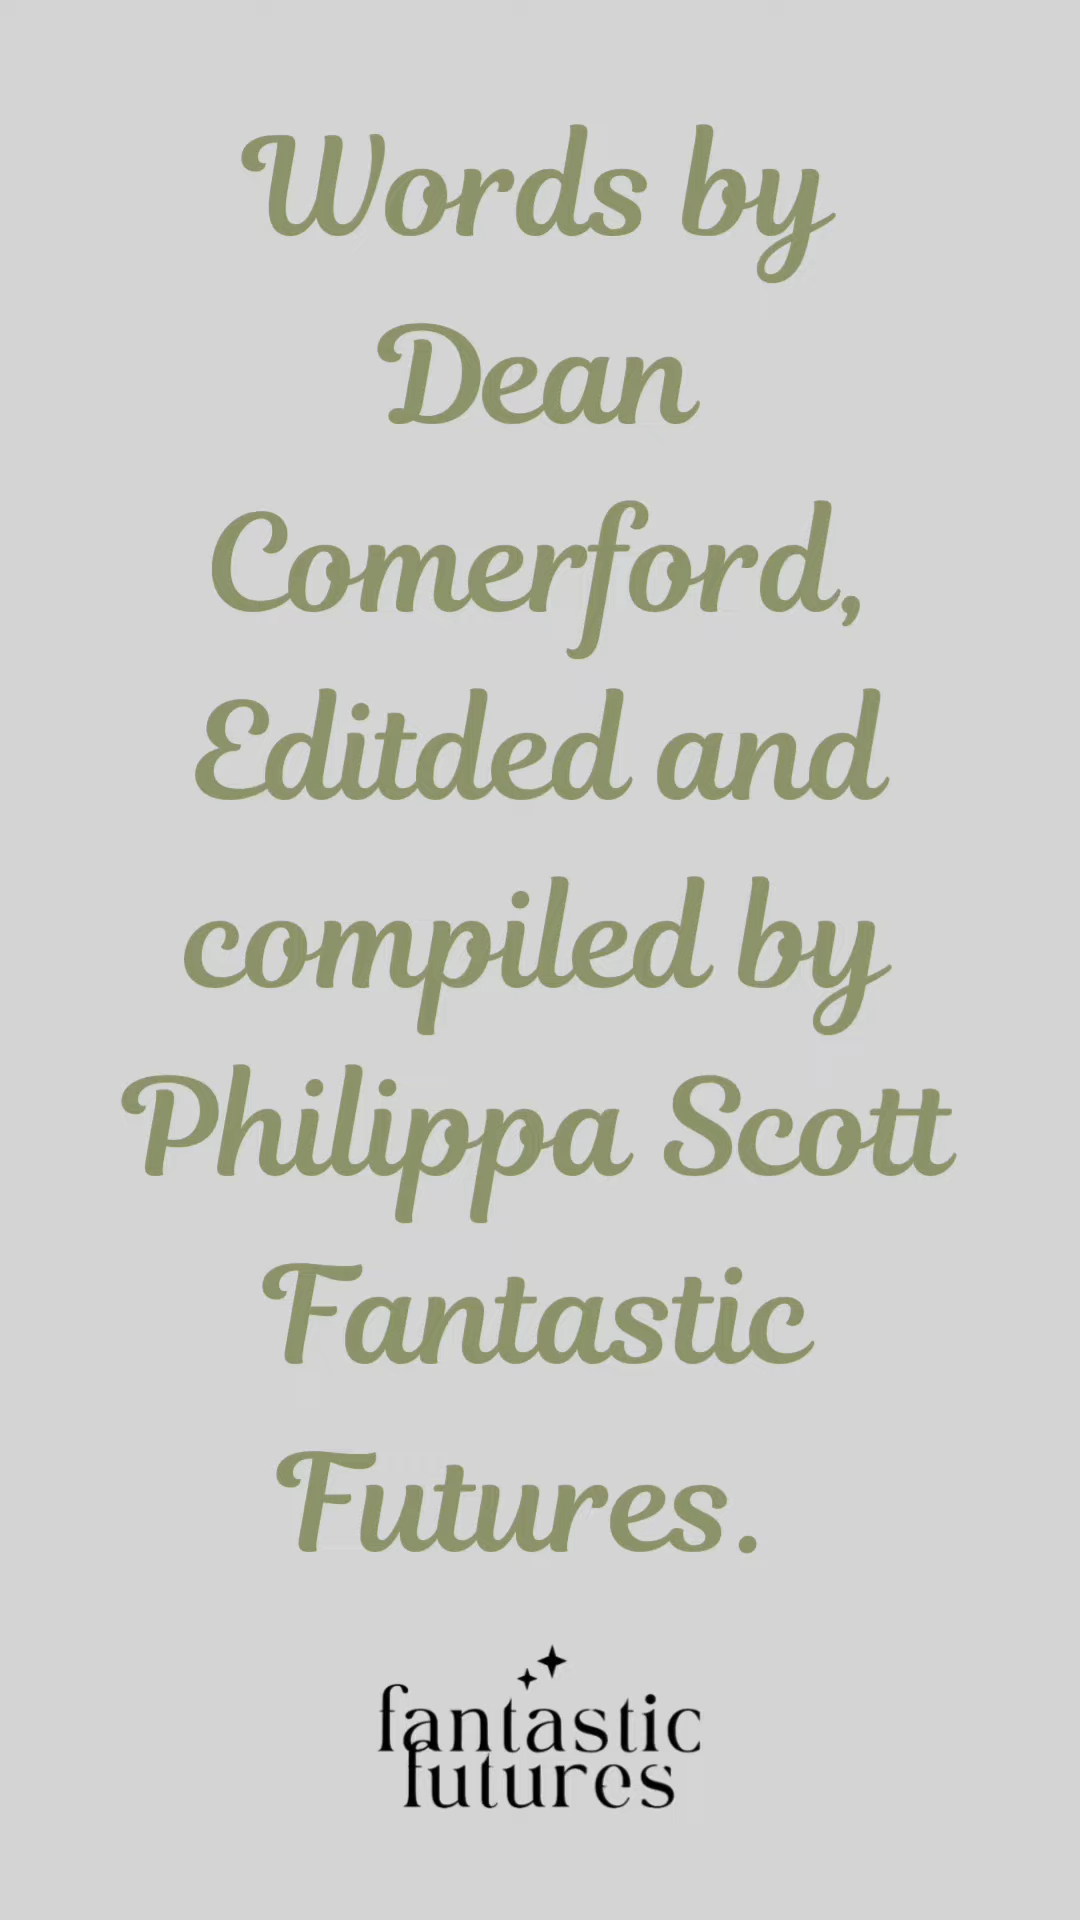 Words by
Dean
Comerford,
Editded and
compiled by
Philippa Scott
Fantastic
Futures.
fantastic
futures